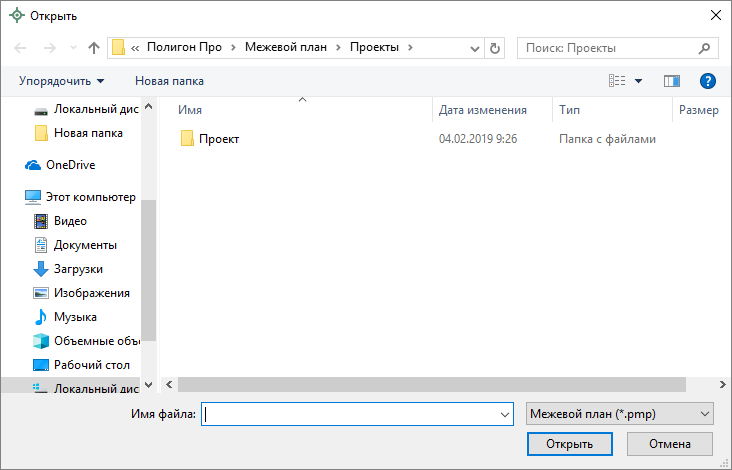 Открыть
« Полигон Про › Межевой план › Проекты ›
Поиск: Проекты
Упорядочить
Новая папка
?
Имя Дата изменения Тип Размер
Проект 04.02.2019 9:26 Папка с файлами
Локальный дис
Новая папка
OneDrive
Этот компьютер
Видео
Документы
Загрузки
Изображения
Музыка
Объемные объе
Рабочий стол
Локальный дис
Имя файла:
Межевой план (*.pmp)
Открыть
Отмена